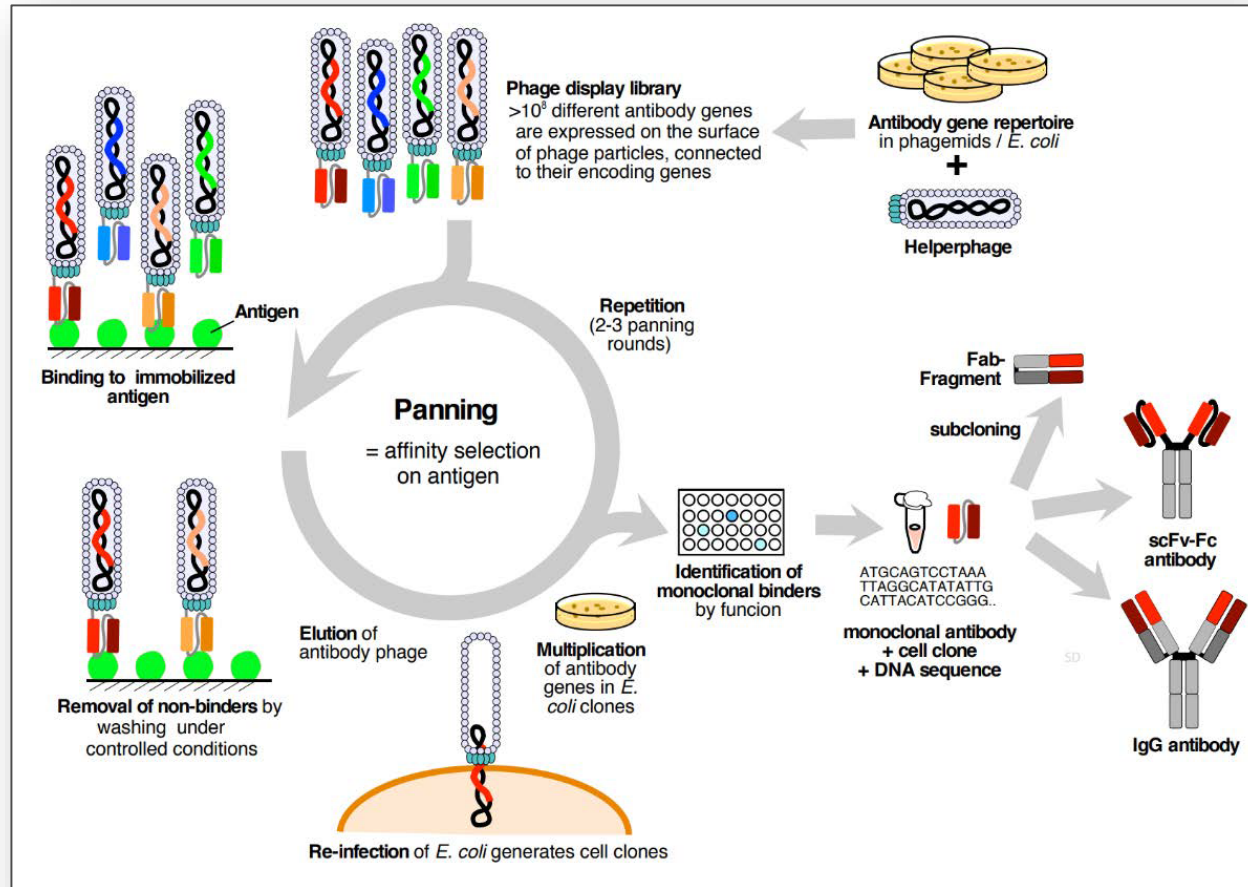 Phage display library
>10⁸ different antibody genes
are expressed on the surface
of phage particles, connected
to their encoding genes
Antibody gene repertoire
in phagemids / E. coli
+
Helperphage
Antigen
Binding to immobilized
antigen
Repetition
(2-3 panning
rounds)
Panning
= affinity selection
on antigen
Removal of non-binders by
washing under
controlled conditions
Elution of
antibody phage
Re-infection of E. coli generates cell clones
Multiplication
of antibody
genes in E.
coli clones
Identification of
monoclonal binders
by funcion
ATGCAGTCCTAAA
TTAGGCATATATTG
CATTACATCCGGG..
monoclonal antibody
+ cell clone
+ DNA sequence
subcloning
Fab-
Fragment
scFv-Fc
antibody
SD
IgG antibody